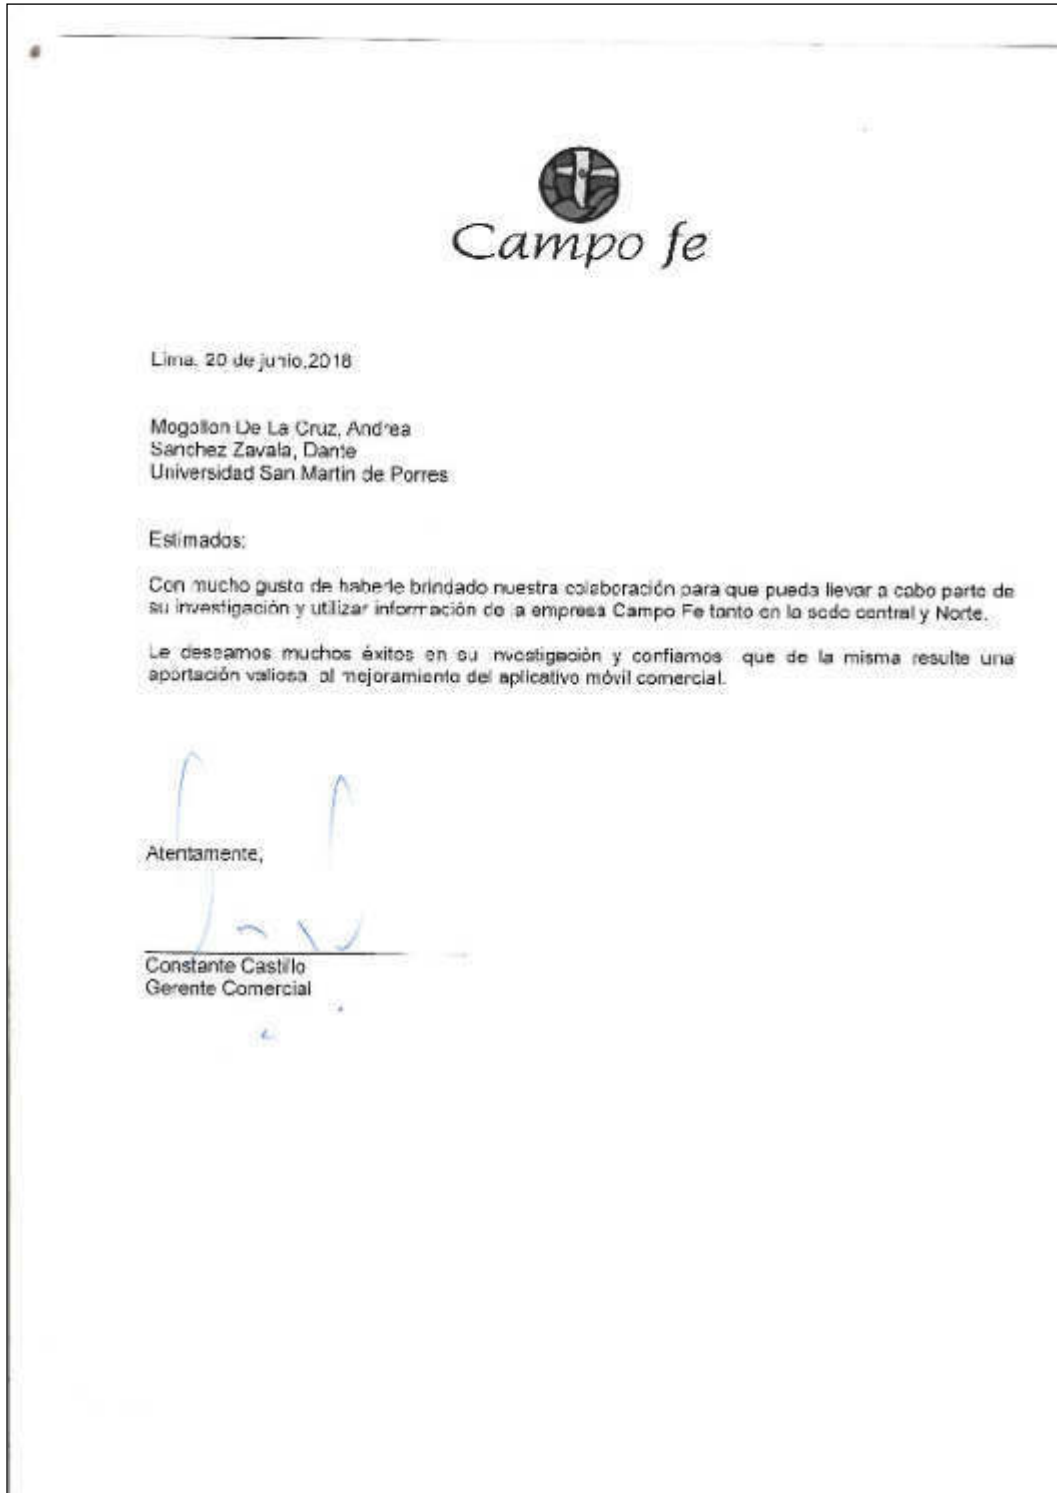 Campo fe
Lima, 20 de junio,2018
Mogollon De La Cruz, Andrea
Sanchez Zavala, Dante
Universidad San Martin de Porres
Estimados:
Con mucho gusto de haberle brindado nuestra colaboración para que pueda llevar a cabo parte de
su investigación y utilizar información de la empresa Campo Fe tanto en la sede central y Norte.
Le deseamos muchos éxitos en su investigación y confiamos que de la misma resulte una
aportación valiosa al mejoramiento del aplicativo móvil comercial.
Atentamente,
Constante Castillo
Gerente Comercial